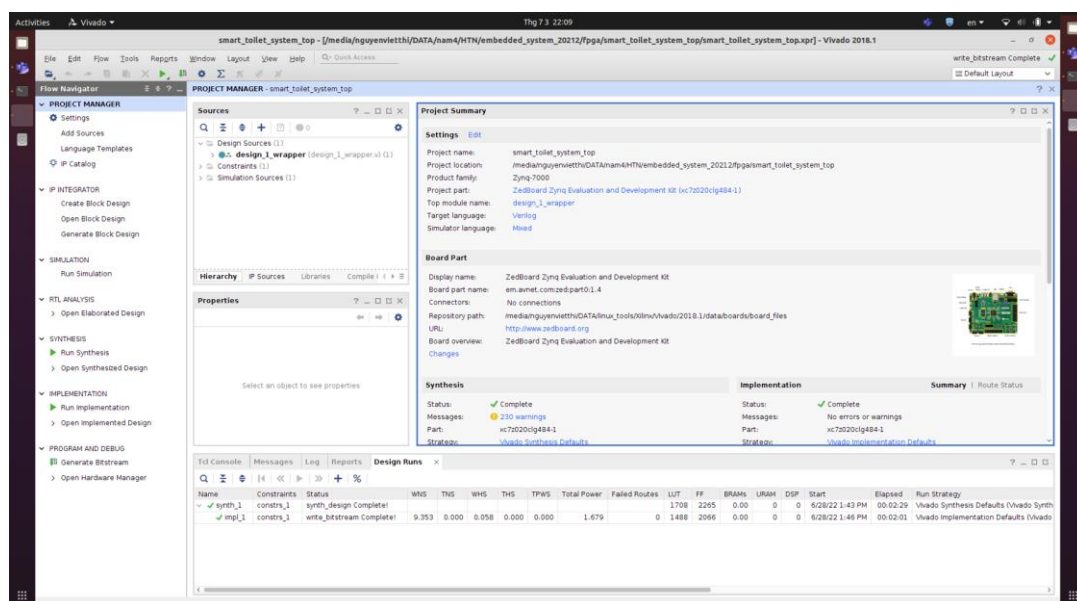 Activities Vivado Thg 7 3 22:09 en
smart_toilet_system_top - [/media/nguyenvietthi/DATA/nam4/HTN/embedded_system_20212/fpga/smart_toilet_system_top/smart_toilet_system_top.xpr] - Vivado 2018.1
File Edit Flow Tools Reports Window Layout View Help Quick Access write_bitstream Complete
Default Layout
Flow Navigator
PROJECT MANAGER - smart_toilet_system_top
PROJECT MANAGER
Settings
Add Sources
Language Templates
IP Catalog
IP INTEGRATOR
Create Block Design
Open Block Design
Generate Block Design
SIMULATION
Run Simulation
RTL ANALYSIS
Open Elaborated Design
SYNTHESIS
Run Synthesis
Open Synthesized Design
IMPLEMENTATION
Run Implementation
Open Implemented Design
PROGRAM AND DEBUG
Generate Bitstream
Open Hardware Manager
Sources
0
Design Sources (1)
design_1_wrapper (design_1_wrapper.v) (1)
Constraints (1)
Simulation Sources (1)
Hierarchy IP Sources Libraries Compile
Properties
Select an object to see properties
Project Summary
Settings Edit
Project name: smart_toilet_system_top
Project location: /media/nguyenvietthi/DATA/nam4/HTN/embedded_system_20212/fpga/smart_toilet_system_top
Product family: Zynq-7000
Project part: ZedBoard Zynq Evaluation and Development Kit (xc7z020clg484-1)
Top module name: design_1_wrapper
Target language: Verilog
Simulator language: Mixed
Board Part
Display name: ZedBoard Zynq Evaluation and Development Kit
Board part name: em.avnet.com:zed:part0:1.4
Connectors: No connections
Repository path: /media/nguyenvietthi/DATA/linux_tools/Xilinx/Vivado/2018.1/data/boards/board_files
URL: http://www.zedboard.org
Board overview: ZedBoard Zynq Evaluation and Development Kit
Changes
Synthesis
Status: Complete
Messages: 230 warnings
Part: xc7z020clg484-1
Strategy: Vivado Synthesis Defaults
Implementation Summary | Route Status
Status: Complete
Messages: No errors or warnings
Part: xc7z020clg484-1
Strategy: Vivado Implementation Defaults
Tcl Console Messages Log Reports Design Runs
Name Constraints Status WNS TNS WHS THS TPWS Total Power Failed Routes LUT FF BRAMs URAM DSP Start Elapsed Run Strategy
synth_1 constrs_1 synth_design Complete! 1708 2265 0.00 0 0 6/28/22 1:43 PM 00:02:29 Vivado Synthesis Defaults (Vivado Synth
impl_1 constrs_1 write_bitstream Complete! 9.353 0.000 0.058 0.000 0.000 1.679 0 1488 2066 0.00 0 0 6/28/22 1:46 PM 00:02:01 Vivado Implementation Defaults (Vivado